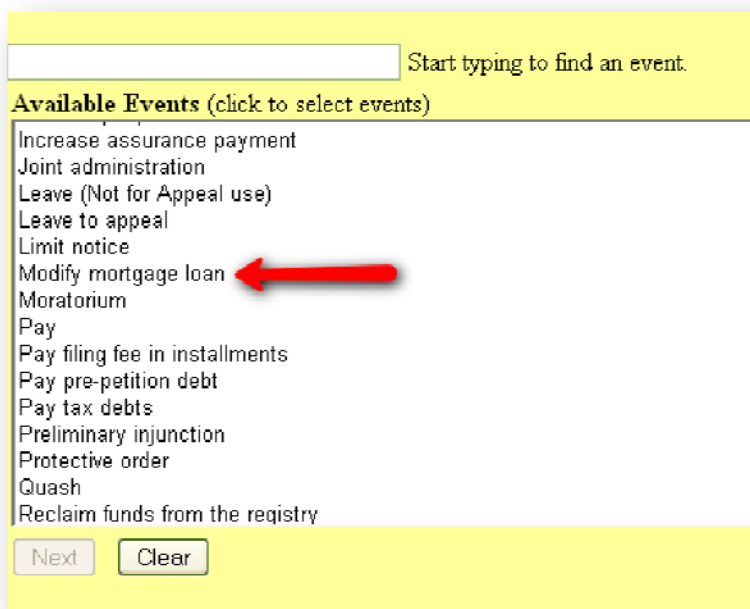 Start typing to find an event.
Available Events (click to select events)
Increase assurance payment
Joint administration
Leave (Not for Appeal use)
Leave to appeal
Limit notice
Modify mortgage loan
Moratorium
Pay
Pay filing fee in installments
Pay pre-petition debt
Pay tax debts
Preliminary injunction
Protective order
Quash
Reclaim funds from the registry
Next Clear